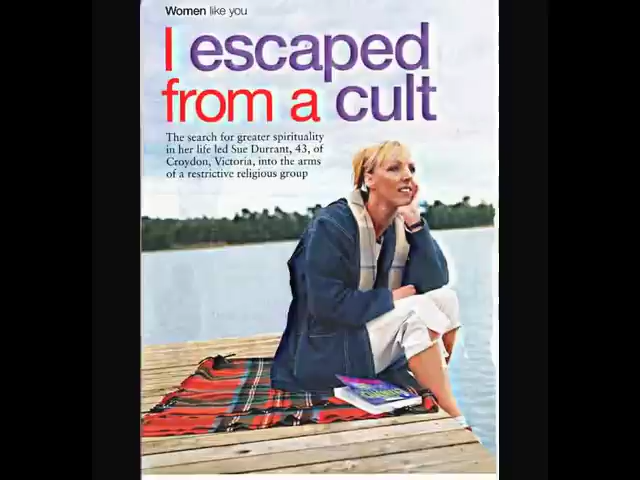 Women like you
I escaped
from a cult
The search for greater spirituality
in her life led Sue Durrant, 43, of
Croydon, Victoria, into the arms
of a restrictive religious group